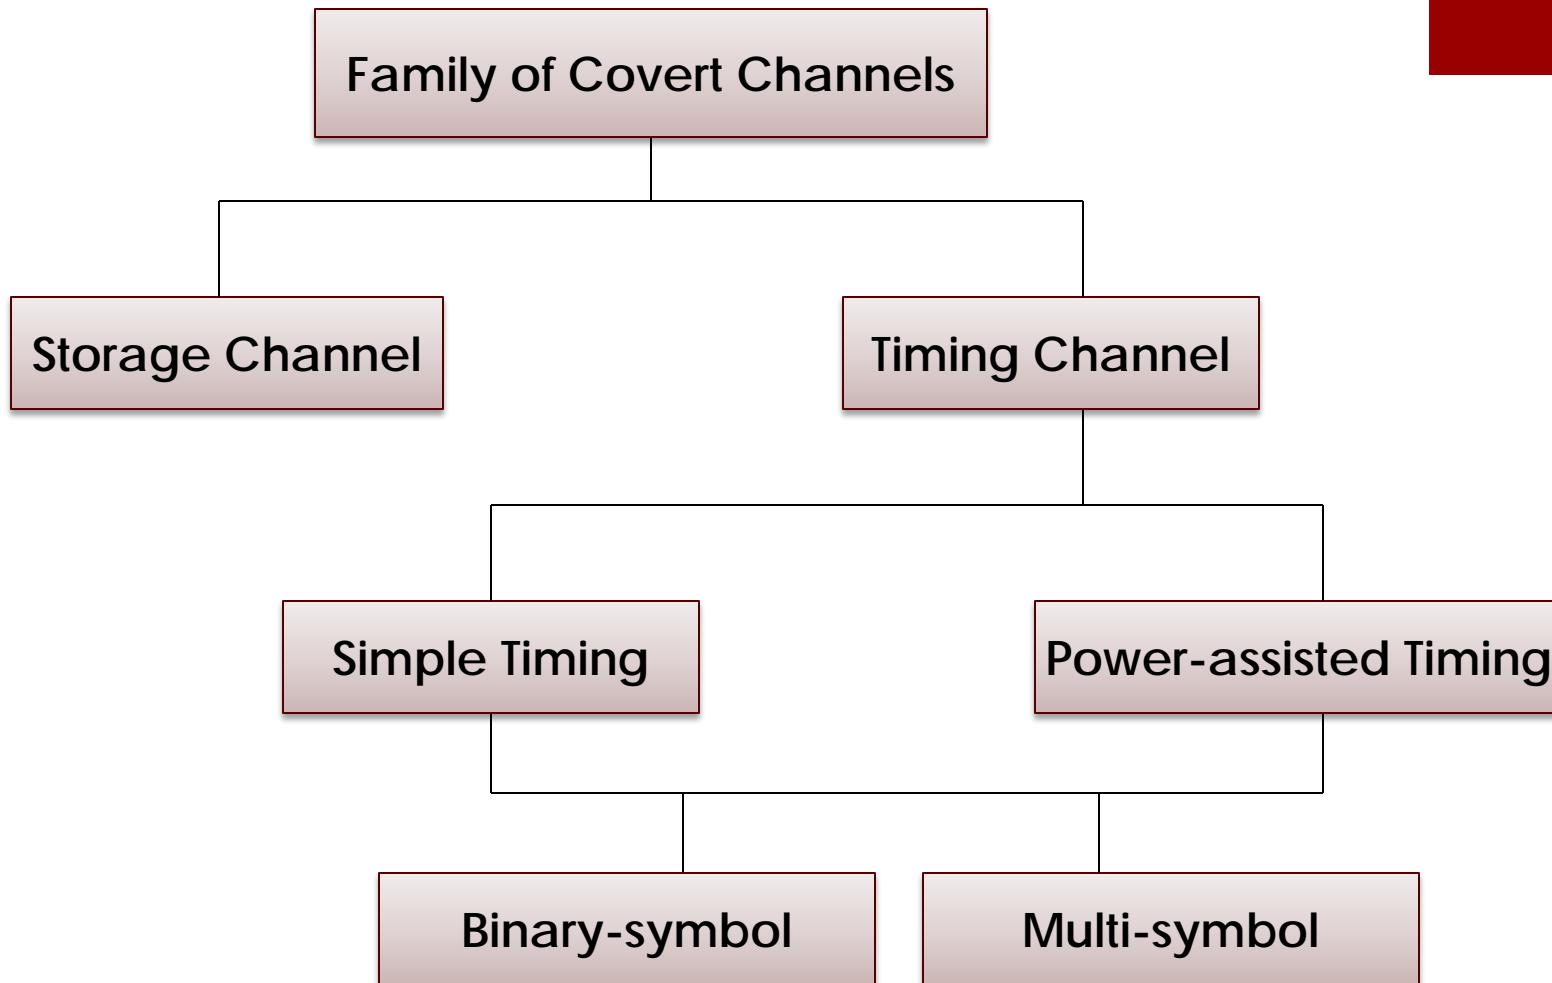 Family of Covert Channels
Storage Channel
Timing Channel
Simple Timing
Power-assisted Timing
Binary-symbol
Multi-symbol